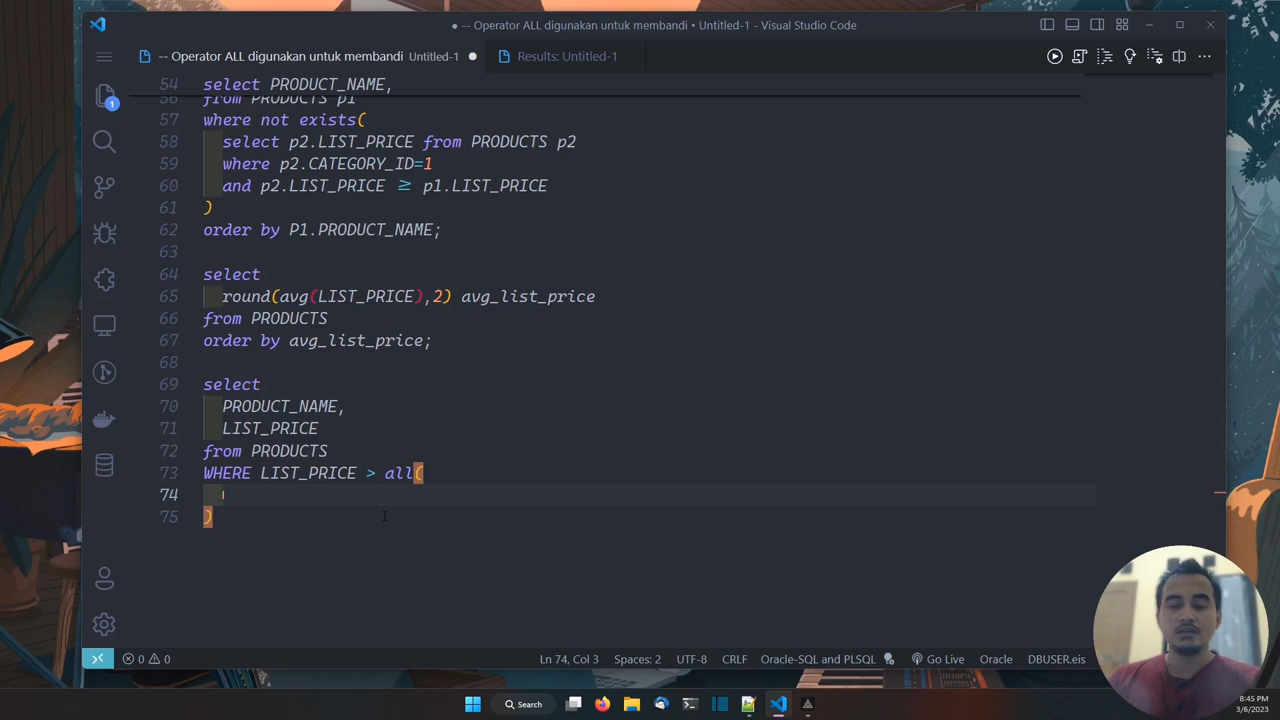 ● -- Operator ALL digunakan untuk membandi • Untitled-1 - Visual Studio Code
-- Operator ALL digunakan untuk membandi Untitled-1 ●
Results: Untitled-1
54 select PRODUCT_NAME,
56 from PRODUCTS p1
57 where not exists(
58 select p2.LIST_PRICE from PRODUCTS p2
59 where p2.CATEGORY_ID=1
60 and p2.LIST_PRICE ≥ p1.LIST_PRICE
61 )
62 order by P1.PRODUCT_NAME;
63
64 select
65 round(avg(LIST_PRICE),2) avg_list_price
66 from PRODUCTS
67 order by avg_list_price;
68
69 select
70 PRODUCT_NAME,
71 LIST_PRICE
72 from PRODUCTS
73 WHERE LIST_PRICE > all(
74
75 )
1
0 0 Ln 74, Col 3 Spaces: 2 UTF-8 CRLF Oracle-SQL and PLSQL Go Live Oracle DBUSER.eis
Search
8:45 PM
3/6/2023